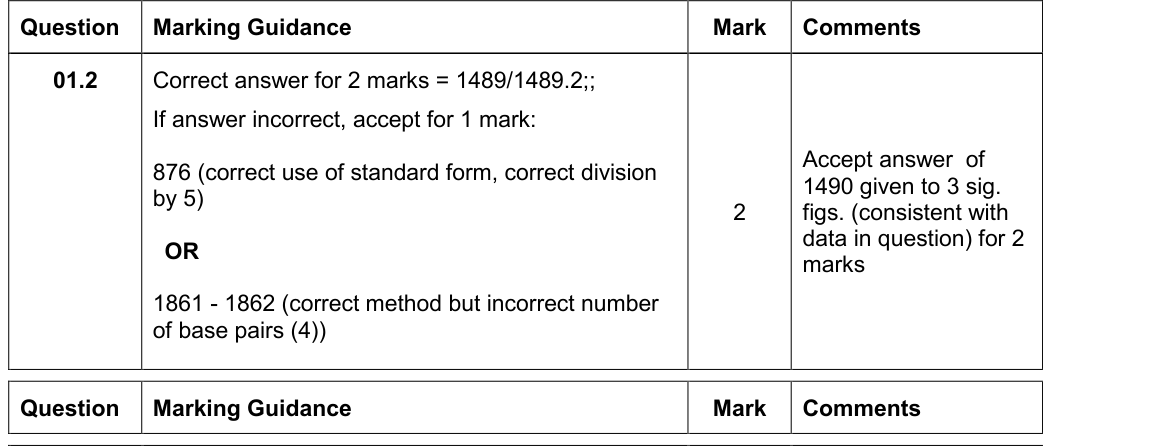 Question Marking Guidance Mark Comments
01.2 Correct answer for 2 marks = 1489/1489.2;;
If answer incorrect, accept for 1 mark:
876 (correct use of standard form, correct division
by 5)
OR
1861 - 1862 (correct method but incorrect number
of base pairs (4))
2
Accept answer of
1490 given to 3 sig.
figs. (consistent with
data in question) for 2
marks
Question Marking Guidance Mark Comments